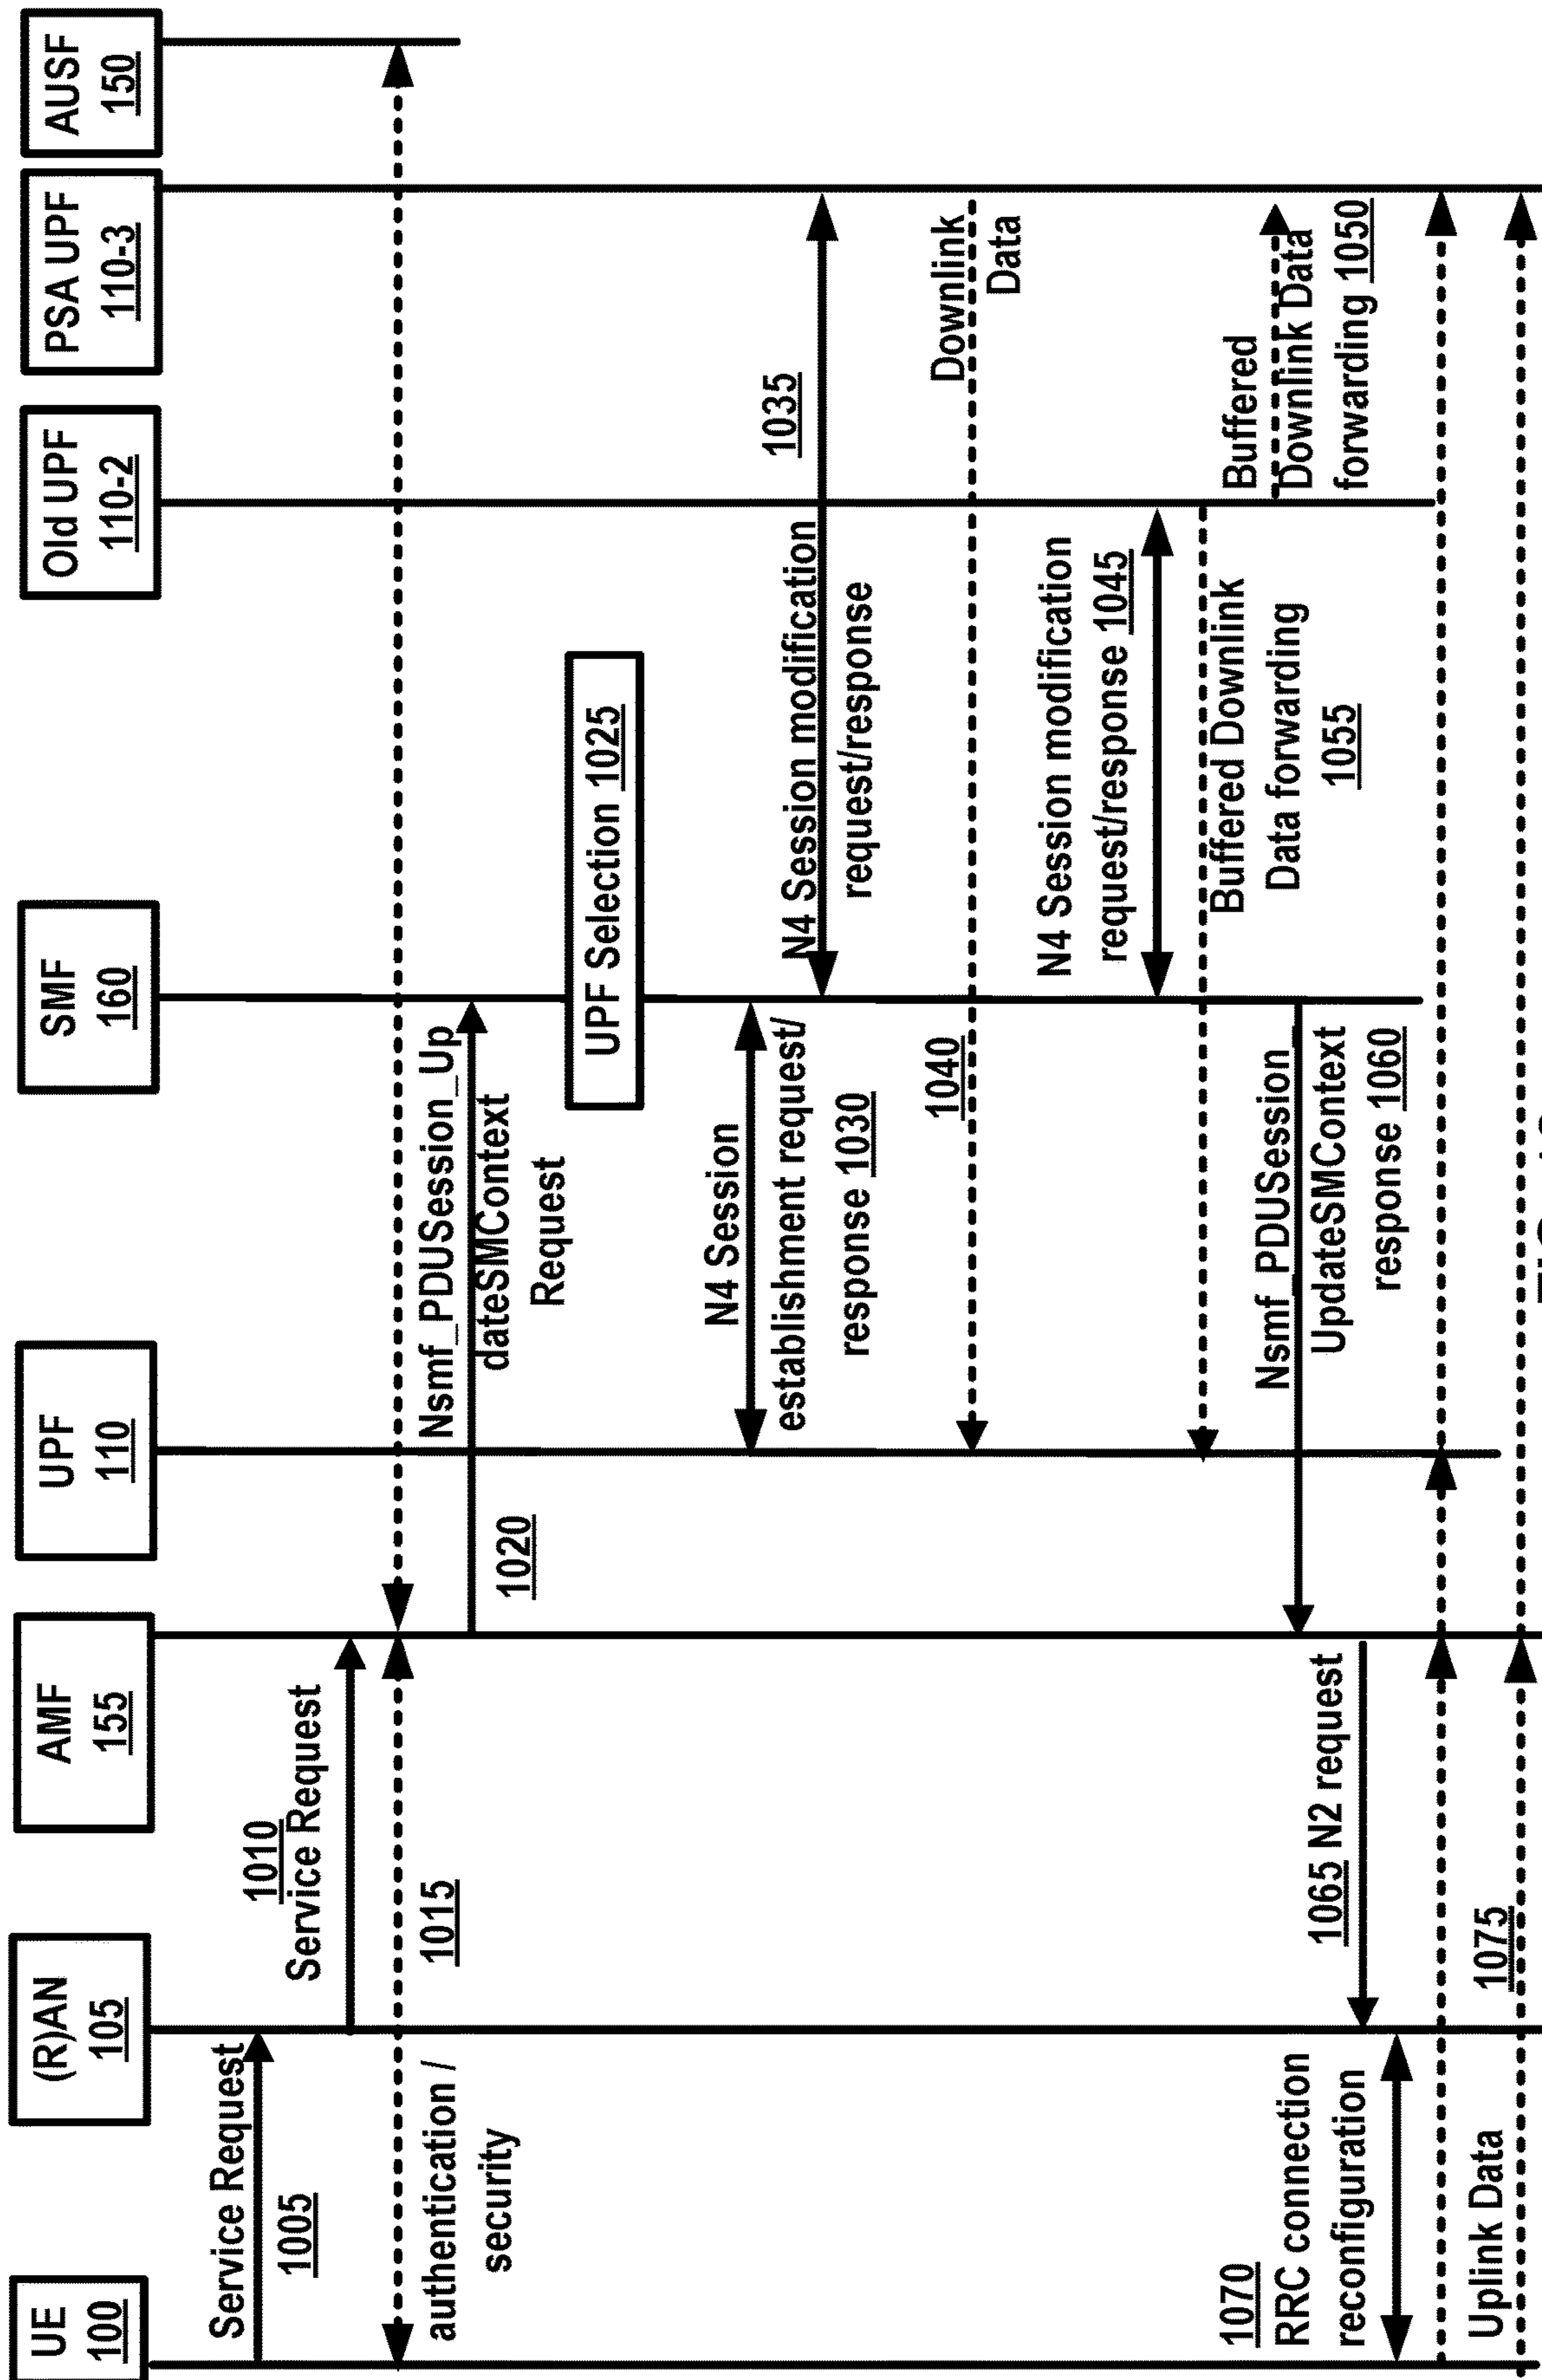 UE
100
(R)AN
105
AMF
155
UPF
110
SMF
160
Old UPF
110-2
PSA UPF
110-3
AUSF
150
Service Request
1005
1010
Service Request
authentication /
security
1015
Nsmf_PDUSession_Up
dateSMContext
Request
1020
UPF Selection 1025
N4 Session
establishment request/
response 1030
N4 Session modification
request/response
1035
1040
Downlink
Data
N4 Session modification
request/response 1045
Buffered
Downlink Data
forwarding 1050
Buffered Downlink
Data forwarding
1055
Nsmf_PDUSession_
UpdateSMContext
response 1060
1065 N2 request
1070
RRC connection
reconfiguration
Uplink Data
1075